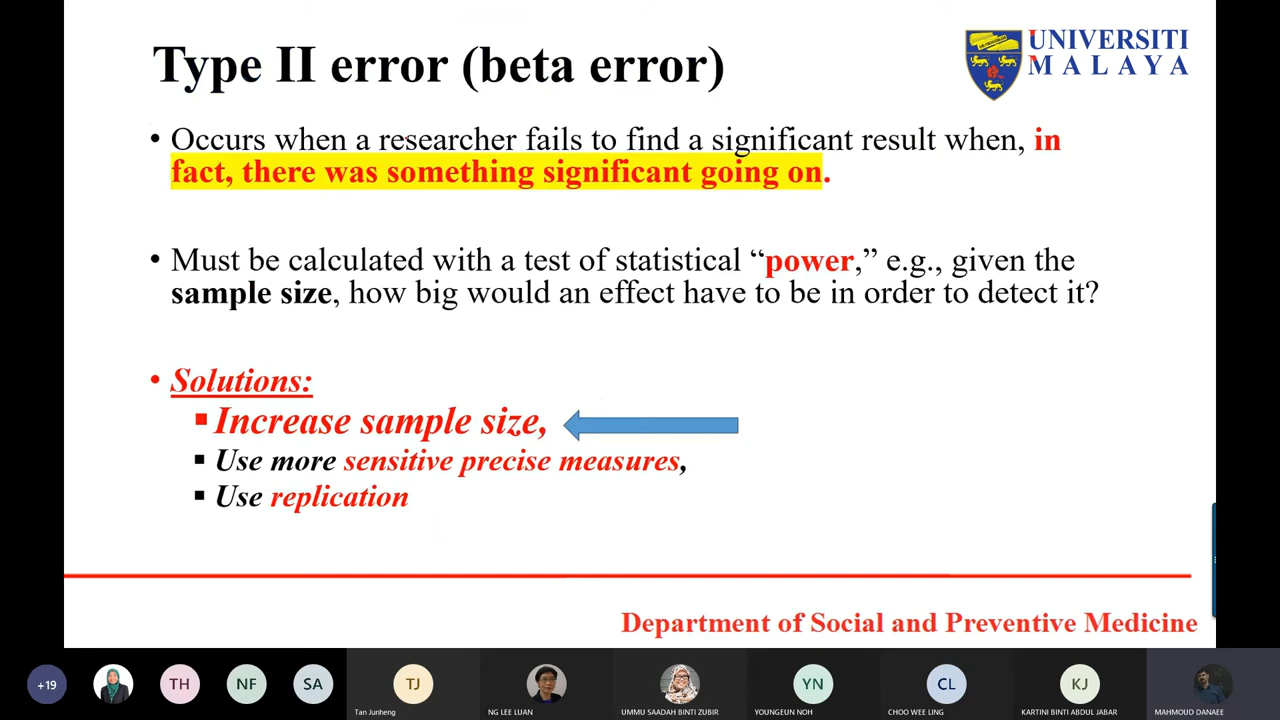 Type II error (beta error)
UNIVERSITI
MALAYA
• Occurs when a researcher fails to find a significant result when, in
fact, there was something significant going on.
• Must be calculated with a test of statistical “power,” e.g., given the
sample size, how big would an effect have to be in order to detect it?
• Solutions:
▪ Increase sample size,
▪ Use more sensitive precise measures,
▪ Use replication
Department of Social and Preventive Medicine
+19
TH
NF
SA
TJ
YN
CL
KJ
Tan Junheng
NG LEE LUAN
UMMU SAADAH BINTI ZUBIR
YOUNGEUN NOH
CHOO WEE LING
KARTINI BINTI ABDUL JABAR
MAHMOUD DANAEE